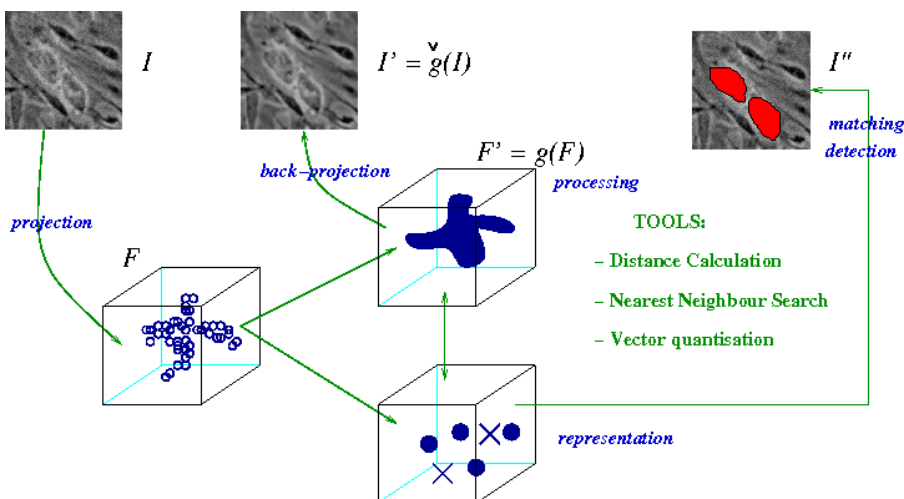 I
I' = ǧ(I)
I"
matching
detection
F' = g(F)
back-projection
processing
projection
TOOLS:
F
- Distance Calculation
- Nearest Neighbour Search
- Vector quantisation
representation